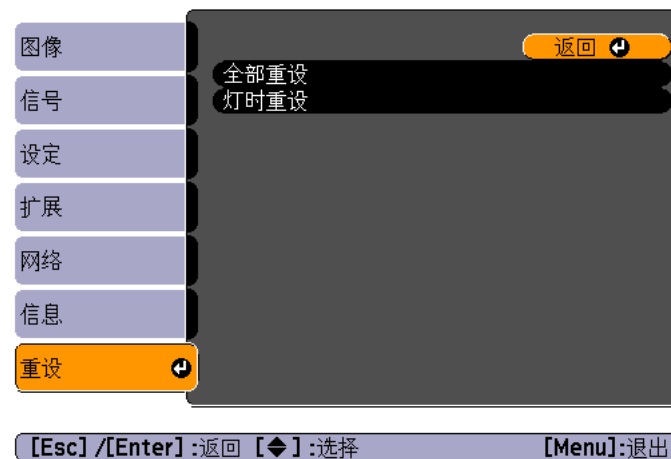 图像
信号
设定
扩展
网络
信息
重设
返回
全部重设
灯时重设
[Esc] /[Enter] :返回 [◆] :选择 [Menu]:退出